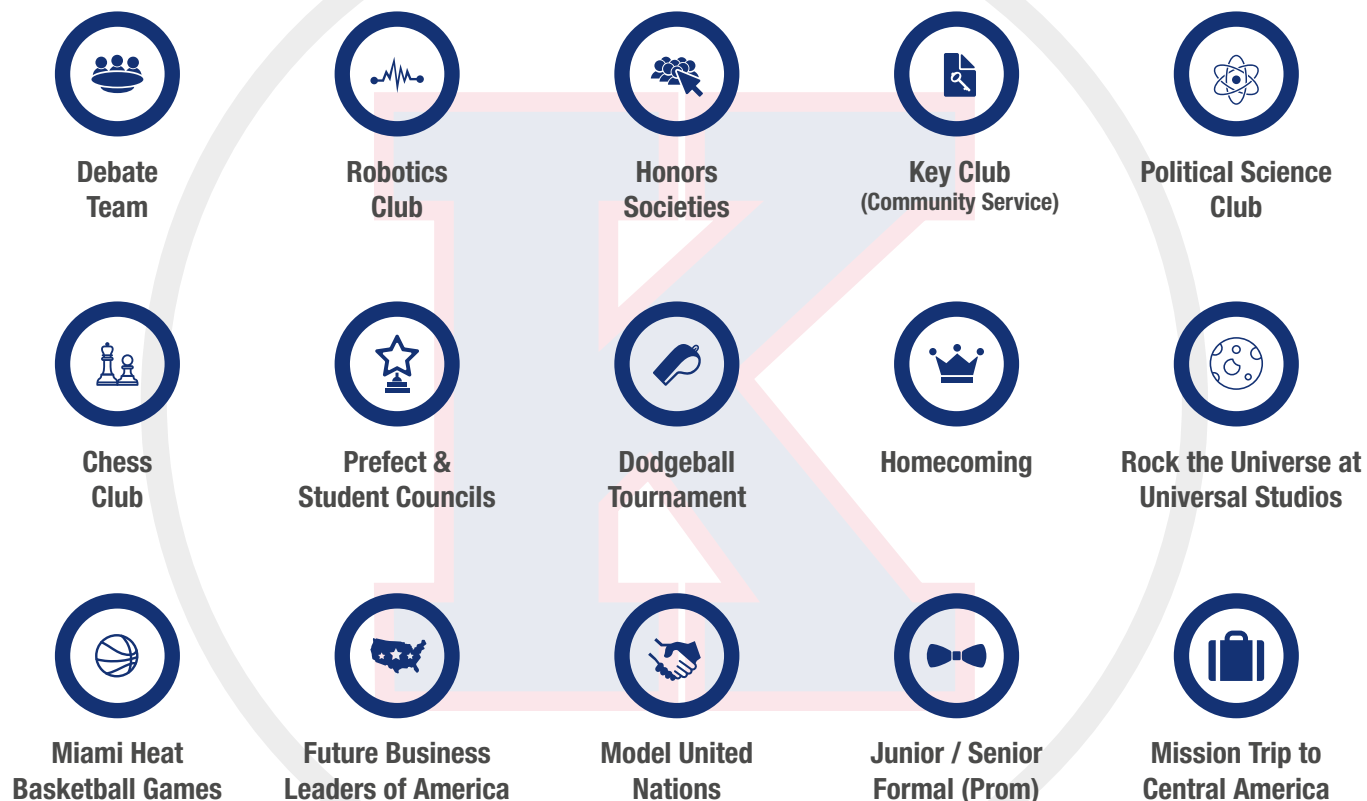 Debate
Team
Robotics
Club
Honors
Societies
Key Club
(Community Service)
Political Science
Club
Chess
Club
Prefect &
Student Councils
Dodgeball
Tournament
Homecoming
Rock the Universe at
Universal Studios
Miami Heat
Basketball Games
Future Business
Leaders of America
Model United
Nations
Junior / Senior
Formal (Prom)
Mission Trip to
Central America
K